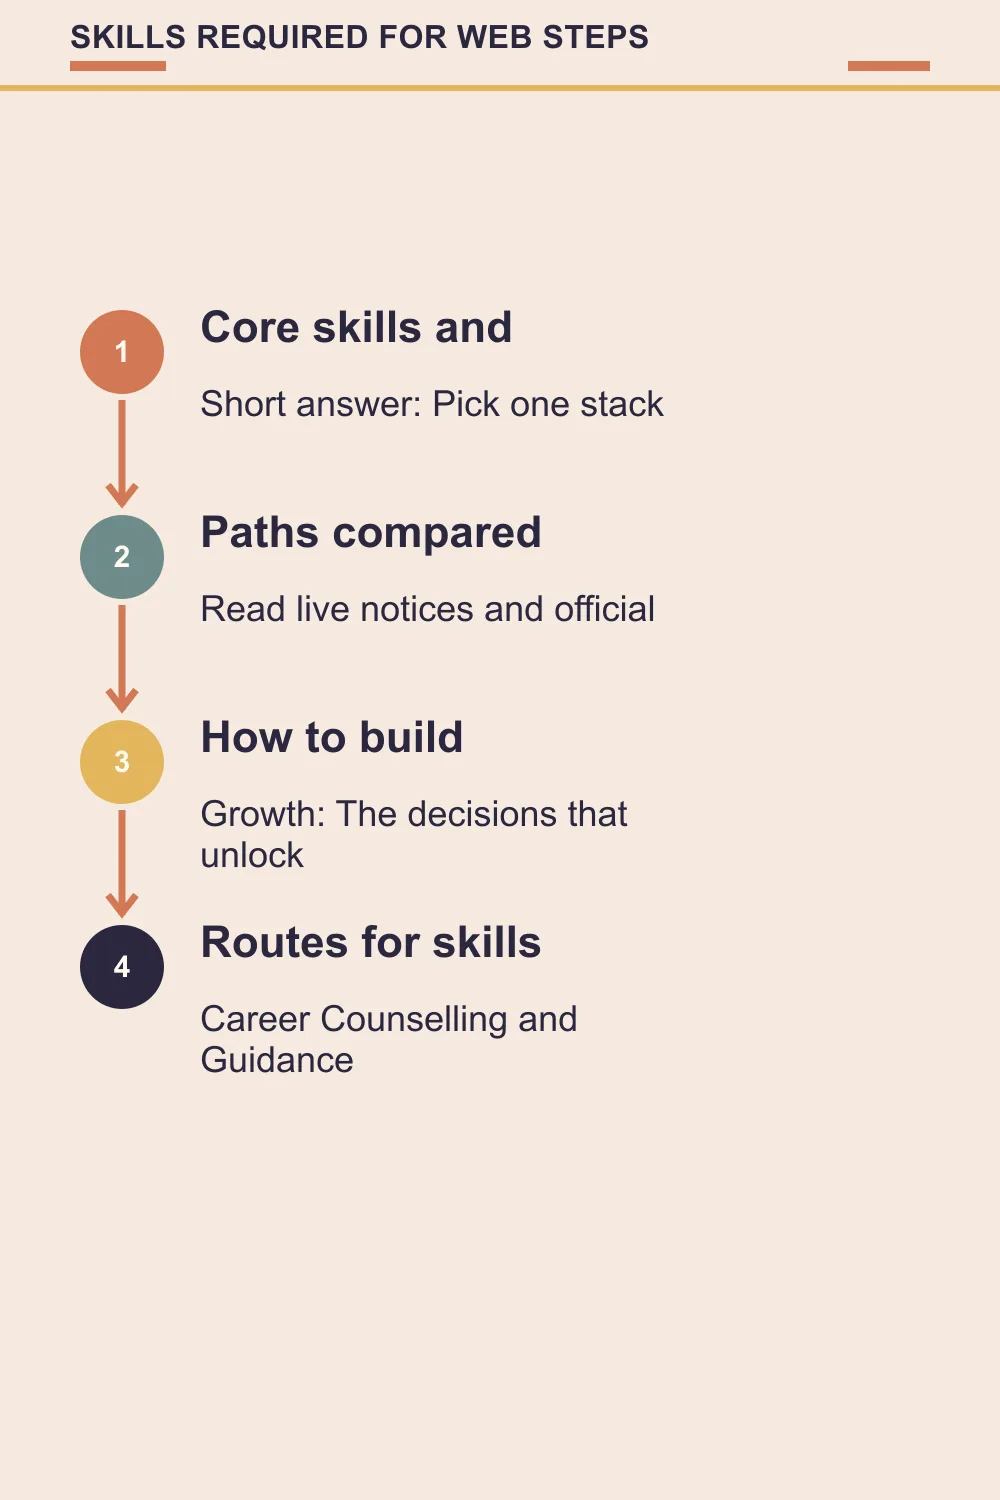 SKILLS REQUIRED FOR WEB STEPS
1
Core skills and
Short answer: Pick one stack
2
Paths compared
Read live notices and official
3
How to build
Growth: The decisions that
unlock
4
Routes for skills
Career Counselling and
Guidance